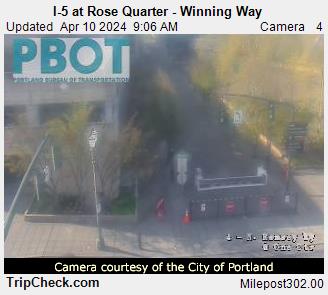 I-5 at Rose Quarter - Winning Way
Updated Apr 10 2024 9:06 AM Camera 4
PBOT
PORTLAND BUREAU OF TRANSPORTATION
Camera courtesy of the City of Portland
TripCheck.com Milepost302.00